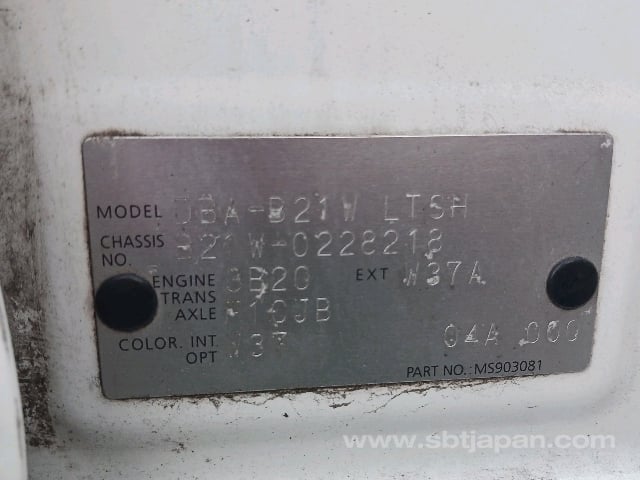 MODEL JBA-B21W LTSH
CHASSIS NO. B21W-0228218
ENGINE 3B20 EXT W37A
TRANS AXLE F1CJB
COLOR. INT. OPT W37 04A 000
PART NO.:MS903081
www.sbtjapan.com